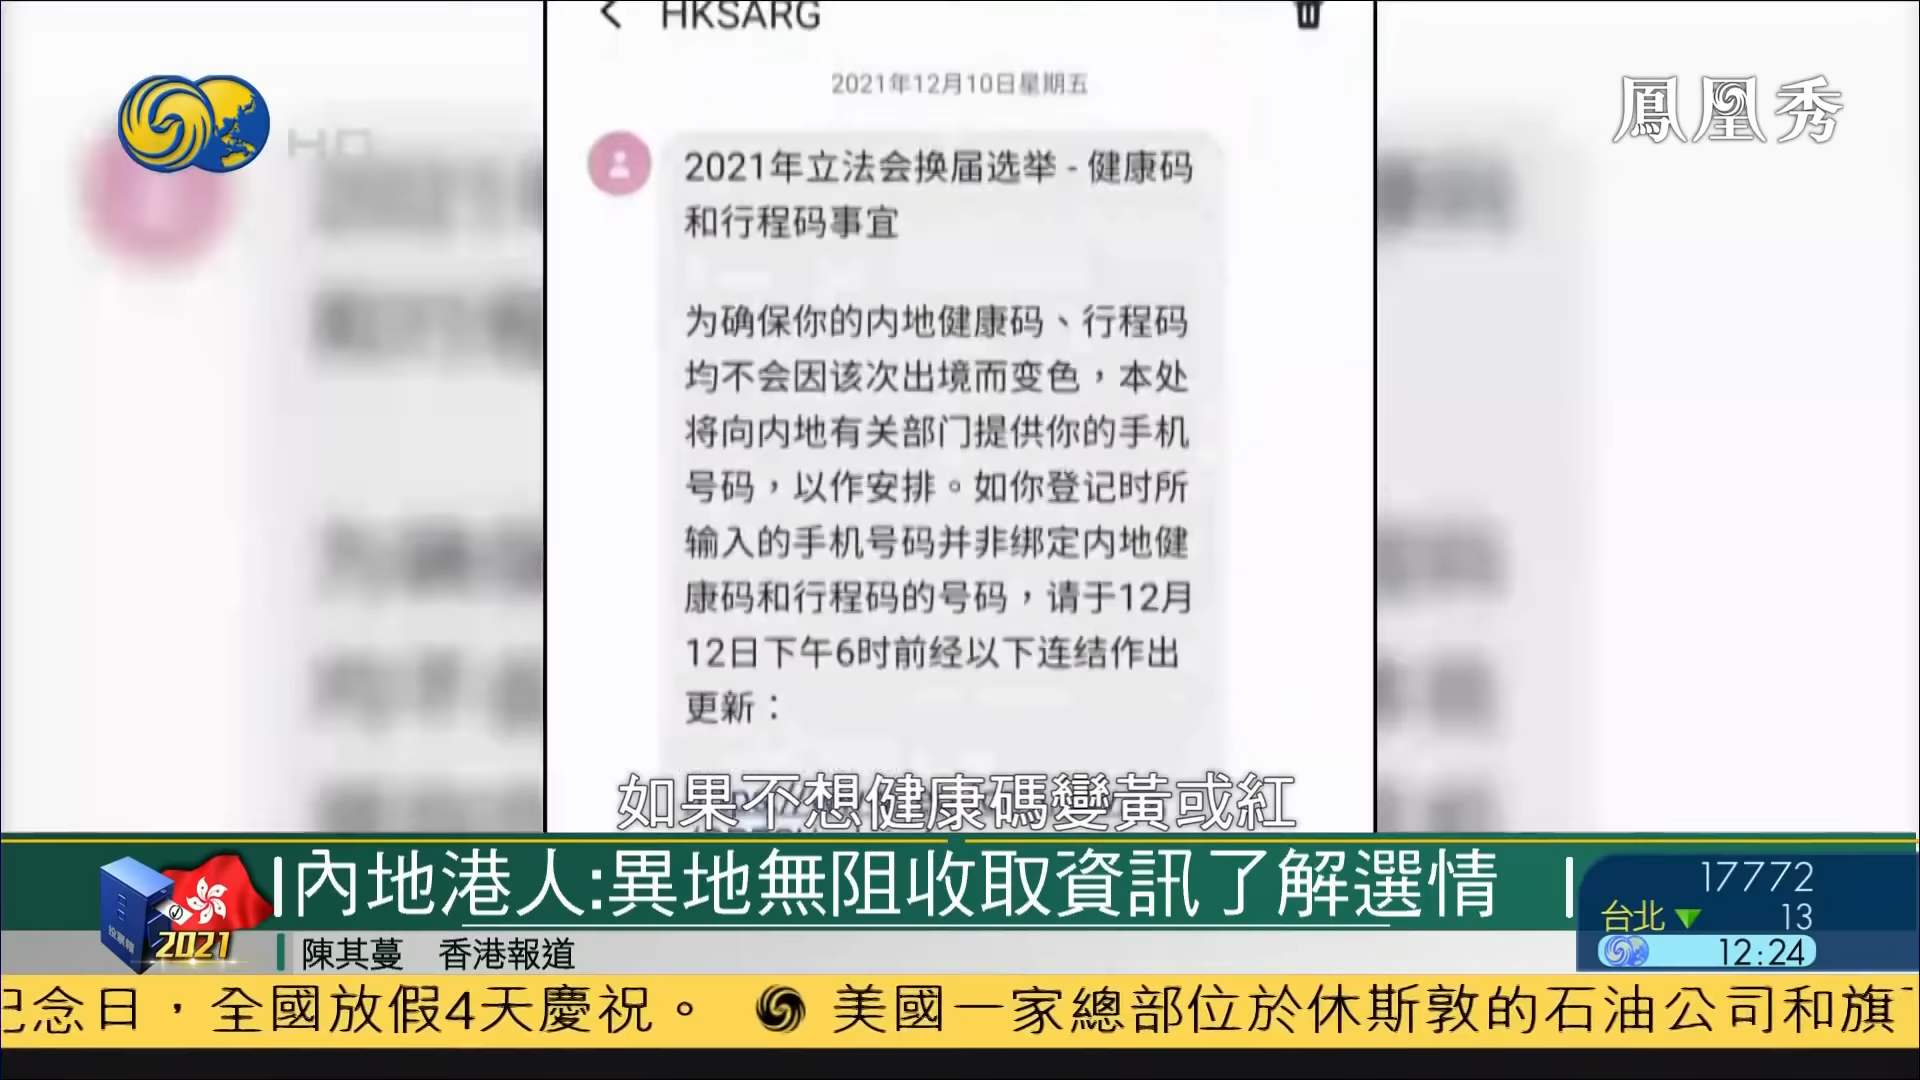 HKSARG
2021年12月10日星期五
鳳凰秀
HD
2021年立法会换届选举 - 健康码
和行程码事宜
为确保你的内地健康码、行程码
均不会因该次出境而变色，本处
将向内地有关部门提供你的手机
号码，以作安排。如你登记时所
输入的手机号码并非绑定内地健
康码和行程码的号码，请于12月
12日下午6时前经以下连结作出
更新：
如果不想健康碼變黃或紅
內地港人:異地無阻收取資訊了解選情
2021
陳其蔓 香港報道
17772
台北 13
12:24
紀念日，全國放假4天慶祝。 美國一家總部位於休斯敦的石油公司和旗